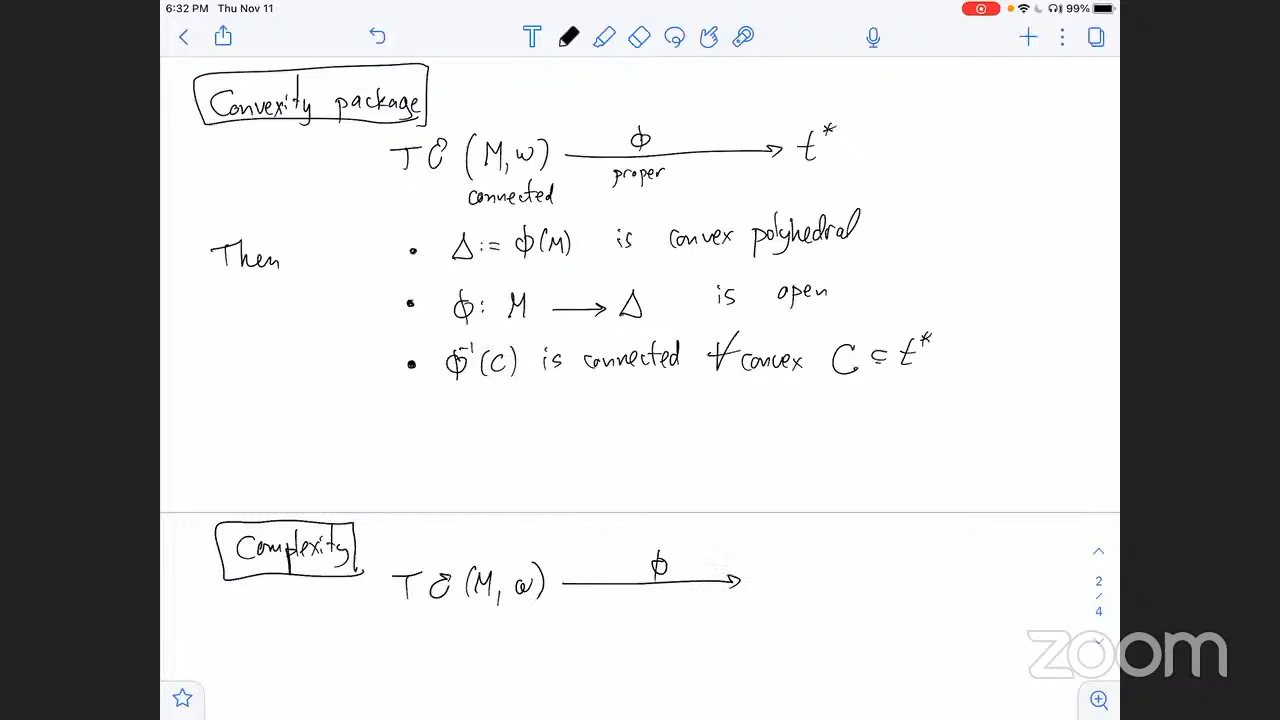 6:32 PM Thu Nov 11 99%
Convexity package
T ↻ (M, ω) ϕ t*
connected proper
Then • Δ := ϕ(M) is convex polyhedral
• ϕ: M ⟶ Δ is open
• ϕ⁻¹(C) is connected ∀ convex C ⊆ t*
Complexity
T ↻ (M, ω) ϕ
2
/
4
zoom